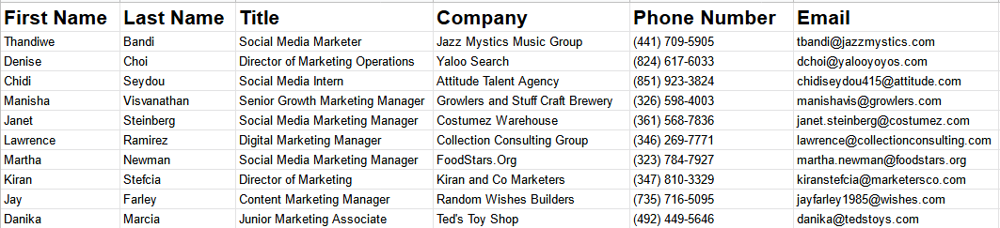 First Name Last Name Title Company Phone Number Email
Thandiwe Bandi Social Media Marketer Jazz Mystics Music Group (441) 709-5905 tbandi@jazzmystics.com
Denise Choi Director of Marketing Operations Yaloo Search (824) 617-6033 dchoi@yalooyoyos.com
Chidi Seydou Social Media Intern Attitude Talent Agency (851) 923-3824 chidiseydou415@attitude.com
Manisha Visvanathan Senior Growth Marketing Manager Growlers and Stuff Craft Brewery (326) 598-4003 manishavis@growlers.com
Janet Steinberg Social Media Marketing Manager Costumez Warehouse (361) 568-7836 janet.steinberg@costumez.com
Lawrence Ramirez Digital Marketing Manager Collection Consulting Group (346) 269-7771 lawrence@collectionconsulting.com
Martha Newman Social Media Marketing Manager FoodStars.Org (323) 784-7927 martha.newman@foodstars.org
Kiran Stefcia Director of Marketing Kiran and Co Marketers (347) 810-3329 kiranstefcia@marketersco.com
Jay Farley Content Marketing Manager Random Wishes Builders (735) 716-5095 jayfarley1985@wishes.com
Danika Marcia Junior Marketing Associate Ted's Toy Shop (492) 449-5646 danika@tedstoys.com